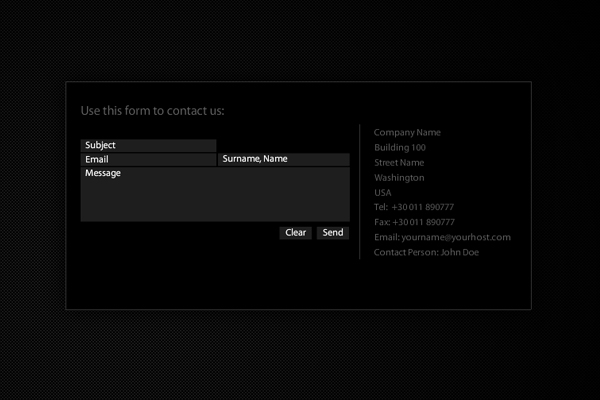 Use this form to contact us:
Subject
Email
Surname, Name
Message
Clear
Send
Company Name
Building 100
Street Name
Washington
USA
Tel: +30 011 890777
Fax: +30 011 890777
Email: yourname@yourhost.com
Contact Person: John Doe